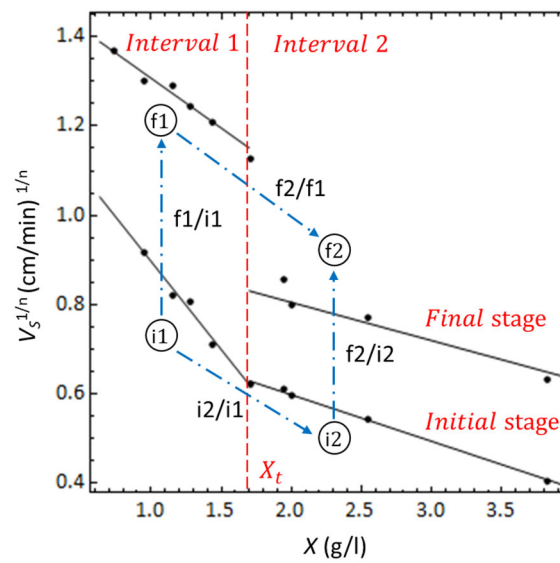 Interval 1 Interval 2
1.4
1.2
1.0
0.8
0.6
0.4
V_S^{1/n} (cm/min)^{1/n}
f1
f2/f1
f1/i1
f2
i1
f2/i2
Final stage
i2/i1
i2
Initial stage
X_t
1.0 1.5 2.0 2.5 3.0 3.5
X (g/l)